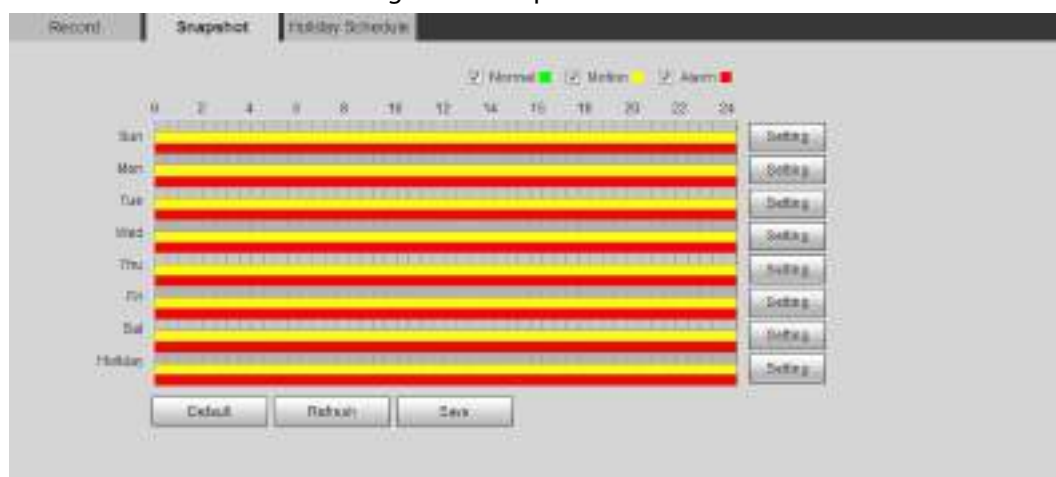 Record Snapshot Holiday Schedule
Normal Motion Alarm
0 2 4 6 8 10 12 14 16 18 20 22 24
Sun Setting
Mon Setting
Tue Setting
Wed Setting
Thu Setting
Fri Setting
Sat Setting
Holiday Setting
Default Refresh Save